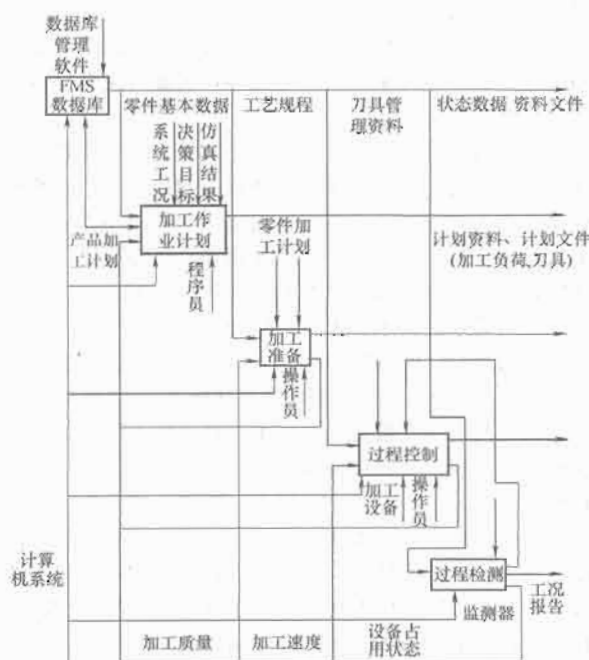 数据库
管理
软件
FMS
数据库
零件基本数据
工艺规程
刀具管
理资料
状态数据 资料文件
系统工况
决策目标
仿真结果
加工作
业计划
产品加
工计划
程序员
零件加
工计划
计划资料、计划文件
(加工负荷,刀具)
加工
准备
操作员
过程控制
加工
设备
操作员
计算
机系统
过程检测
监测器
工况
报告
加工质量
加工速度
设备占
用状态